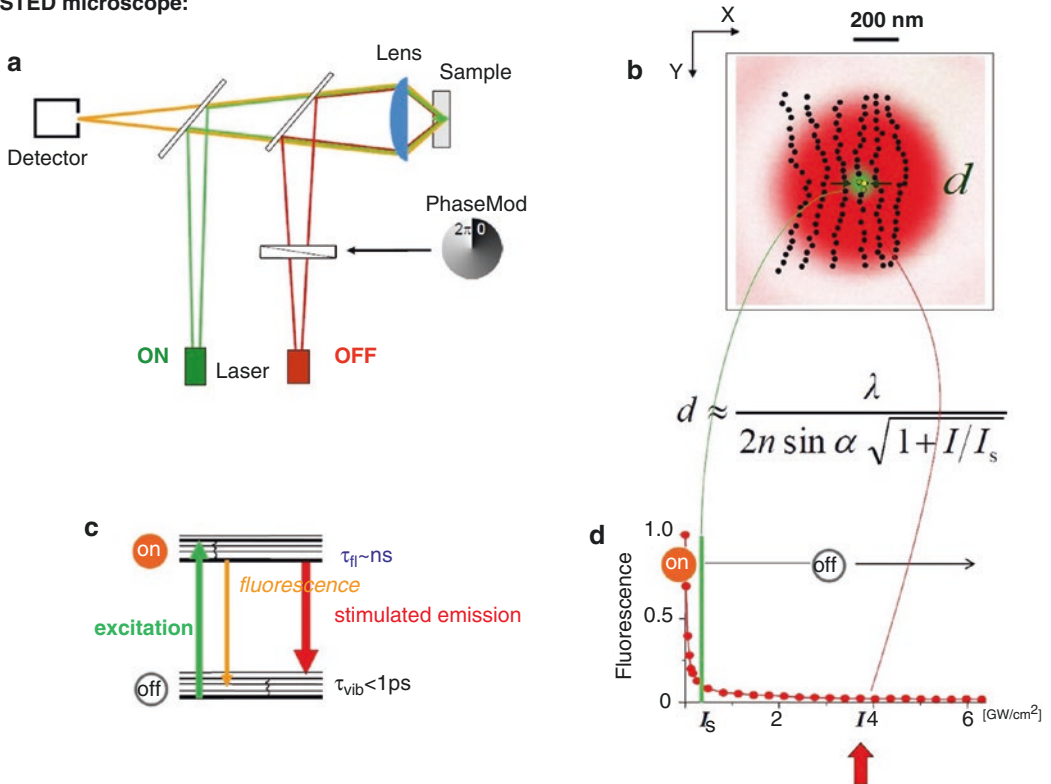 STED microscope:
a
Lens
Sample
Detector
PhaseMod
2π 0
ON
Laser
OFF
b
X
Y
200 nm
d
d ≈ λ / 2n sin α √1+ I/Is
c
on
τfl~ns
fluorescence
stimulated emission
excitation
off
τvib<1ps
d
Fluorescence
1.0
0.5
0
on
off
Is
2
I 4
6
[GW/cm2]